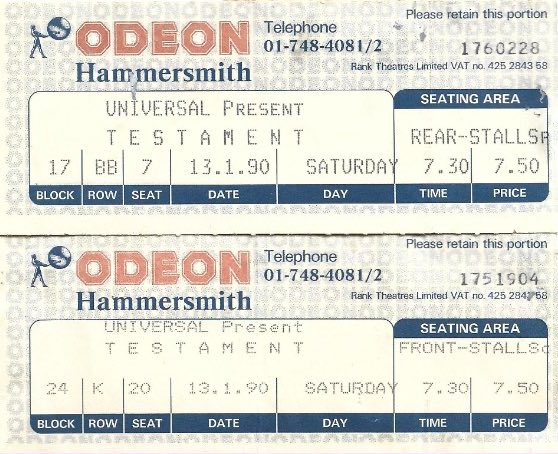 Please retain this portion
ODEON
Telephone
01-748-4081/2
1760228
Hammersmith
Rank Theatres Limited VAT no. 425 2843 58
UNIVERSAL PRESENT
SEATING AREA
TESTAMENT
REAR-STALLS
17 BB 7 13.1.90 SATURDAY 7.30 7.50
BLOCK ROW SEAT DATE DAY TIME PRICE
Please retain this portion
ODEON
Telephone
01-748-4081/2
1751904
Hammersmith
Rank Theatres Limited VAT no. 425 2843 58
UNIVERSAL Present
SEATING AREA
TESTAMENT
FRONT-STALLS
24 K 20 13.1.90 SATURDAY 7.30 7.50
BLOCK ROW SEAT DATE DAY TIME PRICE